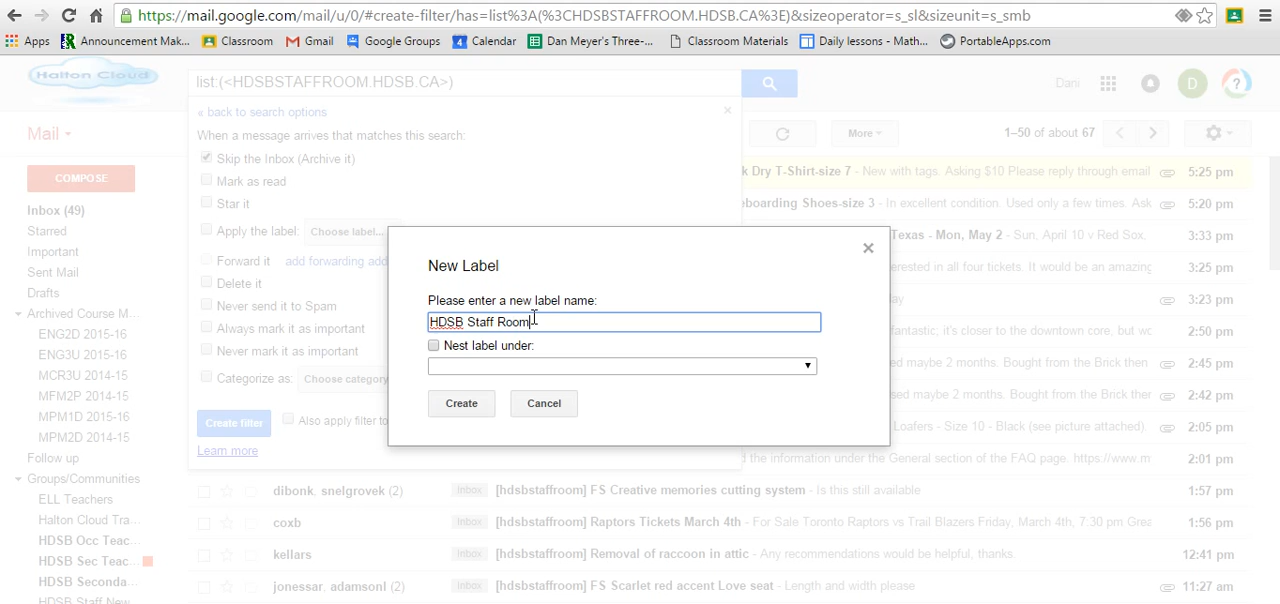 https://mail.google.com/mail/u/0/#create-filter/has=list%3A(%3CHDSBSTAFFROOM.HDSB.CA%3E)&sizeoperator=s_sl&sizeunit=s_smb
Apps Announcement Mak... Classroom Gmail Google Groups Calendar Dan Meyer's Three-... Classroom Materials Daily lessons - Math... PortableApps.com
Halton Cloud
list:(<HDSBSTAFFROOM.HDSB.CA>)
Dani
D
?
« back to search options
×
When a message arrives that matches this search:
Mail
More
1–50 of about 67
Skip the Inbox (Archive it)
Mark as read
Star it
Apply the label: Choose label...
Forward it add forwarding add
Delete it
Never send it to Spam
Always mark it as important
Never mark it as important
Categorize as: Choose category
Create filter
Also apply filter to
Learn more
COMPOSE
Inbox (49)
Starred
Important
Sent Mail
Drafts
Archived Course M...
ENG2D 2015-16
ENG3U 2015-16
MCR3U 2014-15
MFM2P 2014-15
MPM1D 2015-16
MPM2D 2014-15
Follow up
Groups/Communities
ELL Teachers
Halton Cloud Tra...
HDSB Occ Teac...
HDSB Sec Teac...
HDSB Seconda...
HDSB Staff New
New Label
×
Please enter a new label name:
HDSB Staff Room
Nest label under:
Create
Cancel
k Dry T-Shirt-size 7 - New with tags. Asking $10 Please reply through email 5:25 pm
eboarding Shoes-size 3 - In excellent condition. Used only a few times. Ask 5:20 pm
Texas - Mon, May 2 - Sun. April 10 v Red Sox, 3:33 pm
erested in all four tickets. It would be an amazing 3:25 pm
ay 3:23 pm
fantastic; it's closer to the downtown core, but wo 2:50 pm
sed maybe 2 months. Bought from the Brick then 2:45 pm
sed maybe 2 months. Bought from the Brick then 2:42 pm
Loafers - Size 10 - Black (see picture attached). 2:05 pm
d the information under the General section of the FAQ page. https://www.m 2:01 pm
dibonk. snelgrovek (2) Inbox [hdsbstaffroom] FS Creative memories cutting system - Is this still available 1:57 pm
coxb Inbox [hdsbstaffroom] Raptors Tickets March 4th - For Sale Toronto Raptors vs Trail Blazers Friday, March 4th, 7:30 pm Grea 1:56 pm
kellars Inbox [hdsbstaffroom] Removal of raccoon in attic - Any recommendations would be helpful, thanks. 12:41 pm
jonessar. adamsonl (2) Inbox [hdsbstaffroom] FS Scarlet red accent Love seat - Length and width please 11:27 am